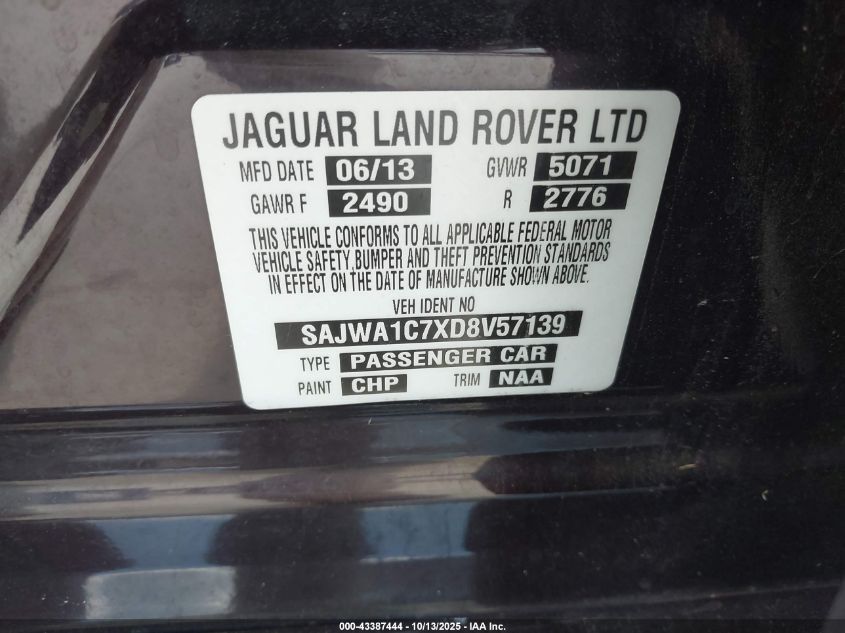 JAGUAR LAND ROVER LTD
MFD DATE 06/13 GVWR 5071
GAWR F 2490 R 2776
THIS VEHICLE CONFORMS TO ALL APPLICABLE FEDERAL MOTOR
VEHICLE SAFETY,BUMPER AND THEFT PREVENTION STANDARDS
IN EFFECT ON THE DATE OF MANUFACTURE SHOWN ABOVE.
VEH IDENT NO
SAJWA1C7XD8V57139
TYPE PASSENGER CAR
PAINT CHP TRIM NAA
000-43387444 - 10/13/2025 - IAA Inc.